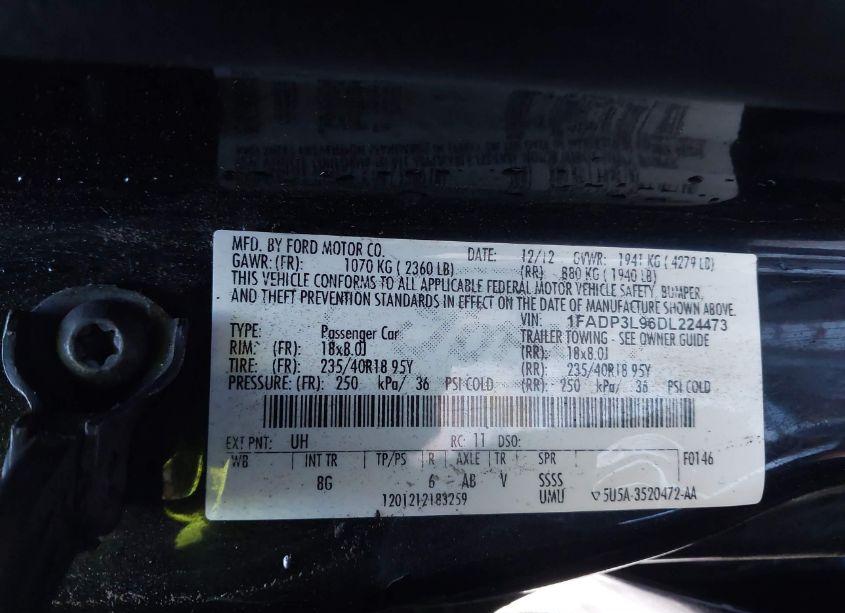 MFD. BY FORD MOTOR CO. DATE: 12/12 GVWR: 1941 KG ( 4279 LB)
GAWR: (FR): 1070 KG ( 2360 LB) (RR) 880 KG ( 1940 LB)
THIS VEHICLE CONFORMS TO ALL APPLICABLE FEDERAL MOTOR VEHICLE SAFETY, BUMPER,
AND THEFT PREVENTION STANDARDS IN EFFECT ON THE DATE OF MANUFACTURE SHOWN ABOVE.
VIN: 1FADP3L96DL224473
TYPE: Passenger Car TRAILER TOWING - SEE OWNER GUIDE
RIM: (FR): 18x8.0J (RR): 18x8.0J
TIRE: (FR): 235/40R18 95Y (RR): 235/40R18 95Y
PRESSURE: (FR): 250 kPa/ 36 PSI COLD (RR): 250 kPa/ 36 PSI COLD
EXT PNT: UH RC: 11 DSO:
WB INT TR TP/PS R AXLE TR SPR F0146
8G 6 AB V SSSS
1201212183259 UMU 5U5A-3520472-AA